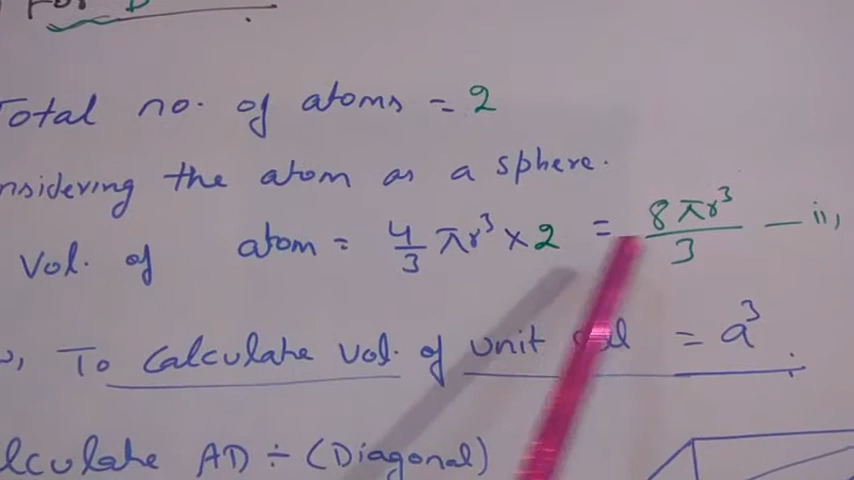 For
Total no. of atoms = 2
nsidering the atom as a sphere.
Vol. of atom = 4/3 πr³ × 2 = 8πr³/3 — ii,
To calculate vol. of unit = a³.
lculate AD ÷ (Diagonal)